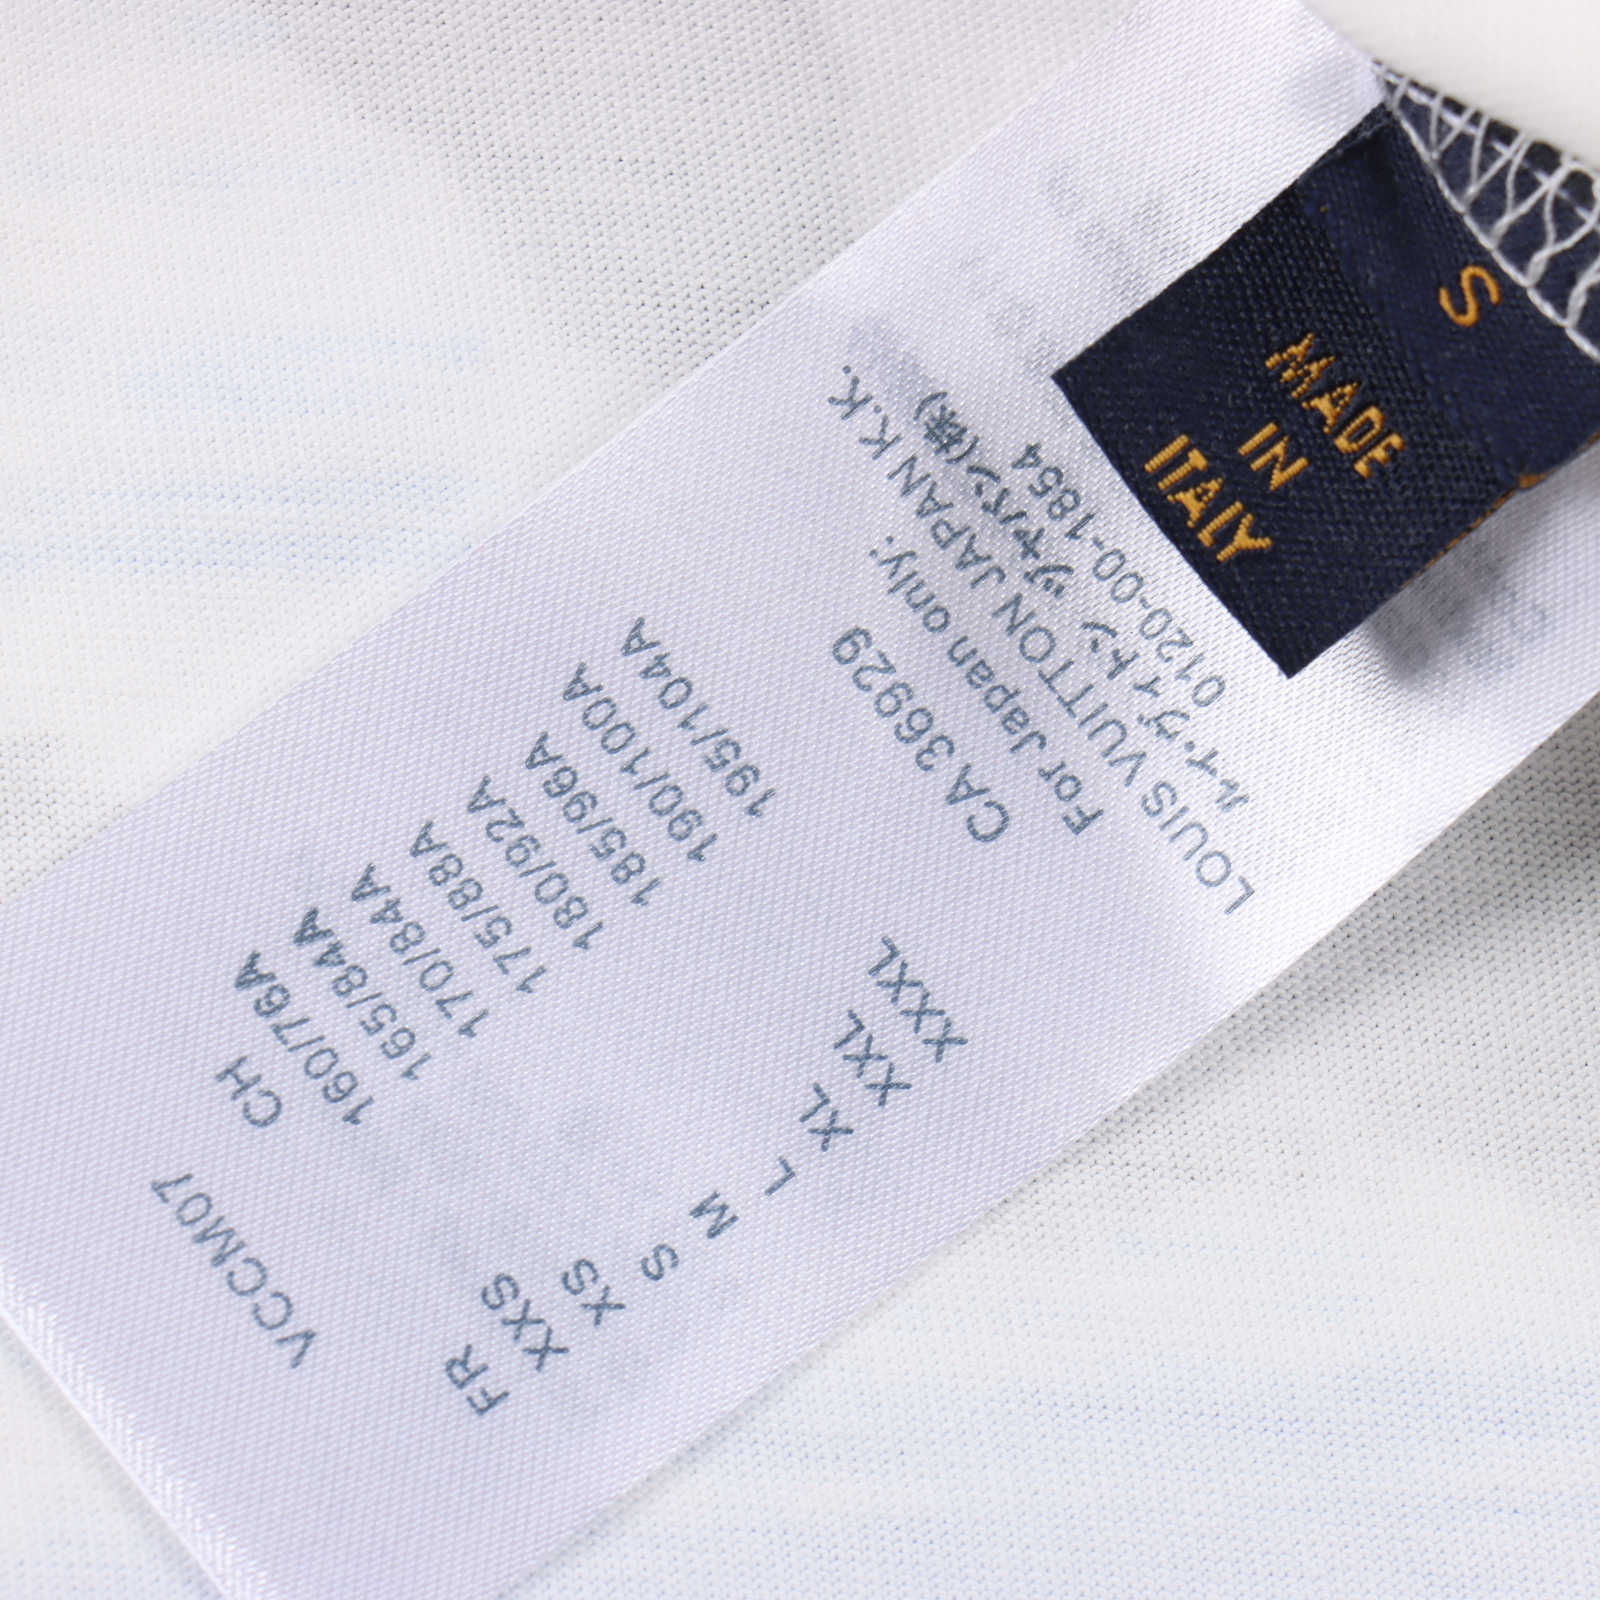 VCCM07
FR CH
XXS 160/76A
XS 165/84A
S 170/84A
M 175/88A
L 180/92A
XL 185/96A
XXL 190/100A
XXXL 195/104A
CA 36929
For Japan only:
LOUIS VUITTON JAPAN K.K.
ルイ・ヴィトン ジャパン(株)
0120-00-1854
S
MADE
IN
ITALY